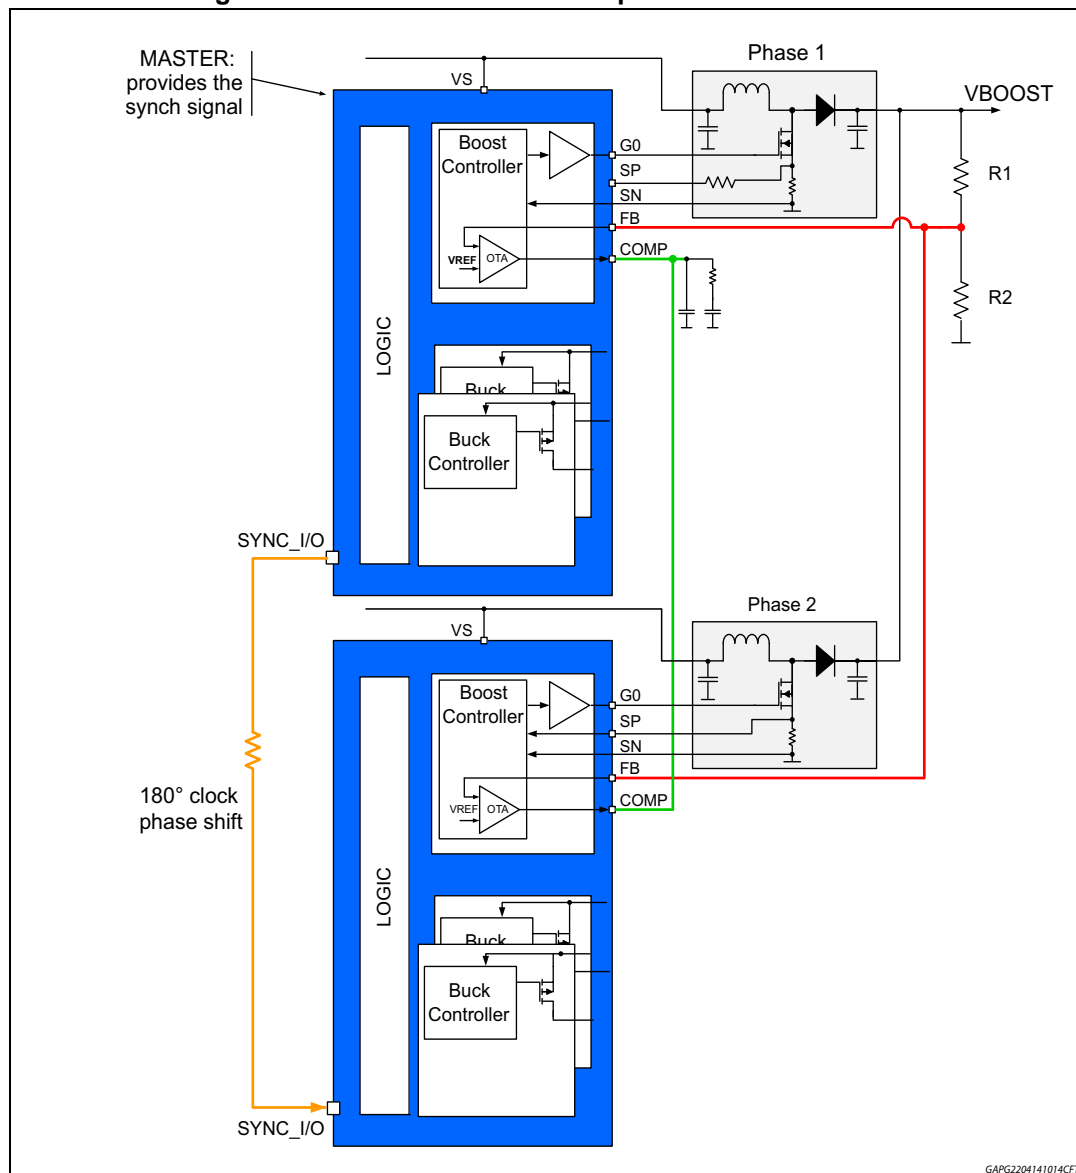 MASTER:
provides the
synch signal
VS
Phase 1
VBOOST
Boost
Controller
G0
SP
SN
FB
VREF
OTA
COMP
R1
R2
LOGIC
Buck
Buck
Controller
SYNC_I/O
VS
Phase 2
Boost
Controller
G0
SP
SN
FB
VREF
OTA
COMP
180° clock
phase shift
LOGIC
Buck
Buck
Controller
SYNC_I/O